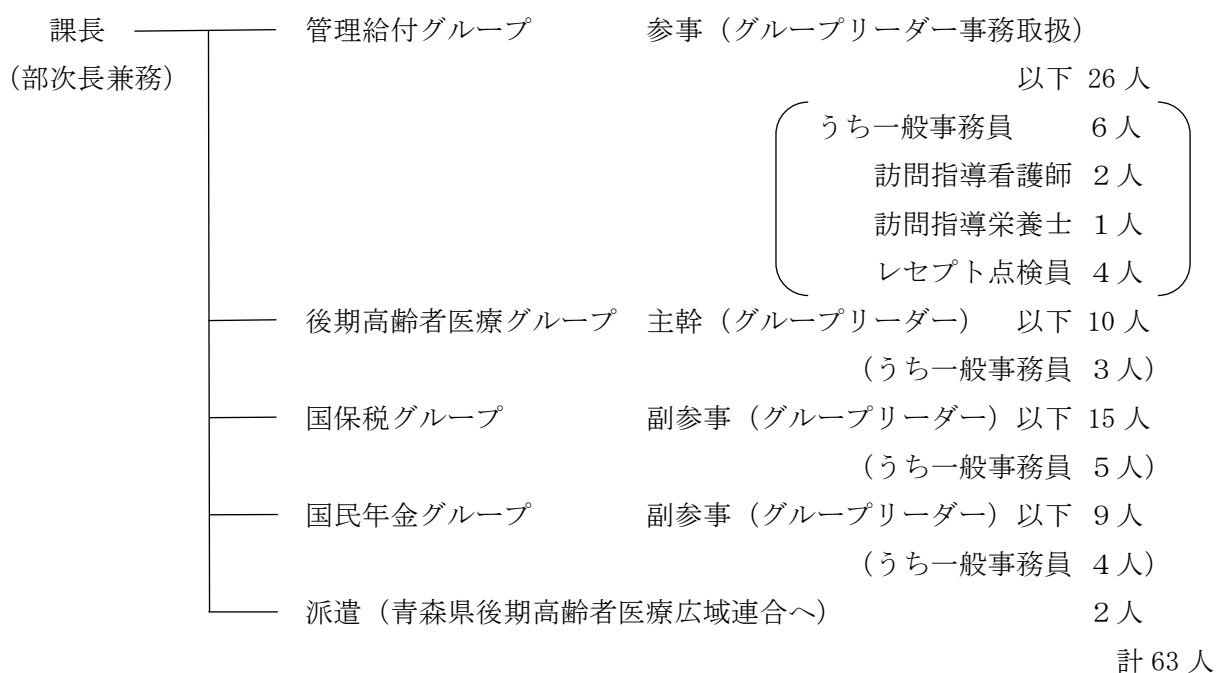 課長 管理給付グループ 参事（グループリーダー事務取扱）
（部次長兼務） 以下 26 人
うち一般事務員 ６人
訪問指導看護師 ２人
訪問指導栄養士 １人
レセプト点検員 ４人
後期高齢者医療グループ 主幹（グループリーダー） 以下 10 人
（うち一般事務員 ３人）
国保税グループ 副参事（グループリーダー）以下 15 人
（うち一般事務員 ５人）
国民年金グループ 副参事（グループリーダー）以下 ９人
（うち一般事務員 ４人）
派遣（青森県後期高齢者医療広域連合へ） ２人
計 63 人